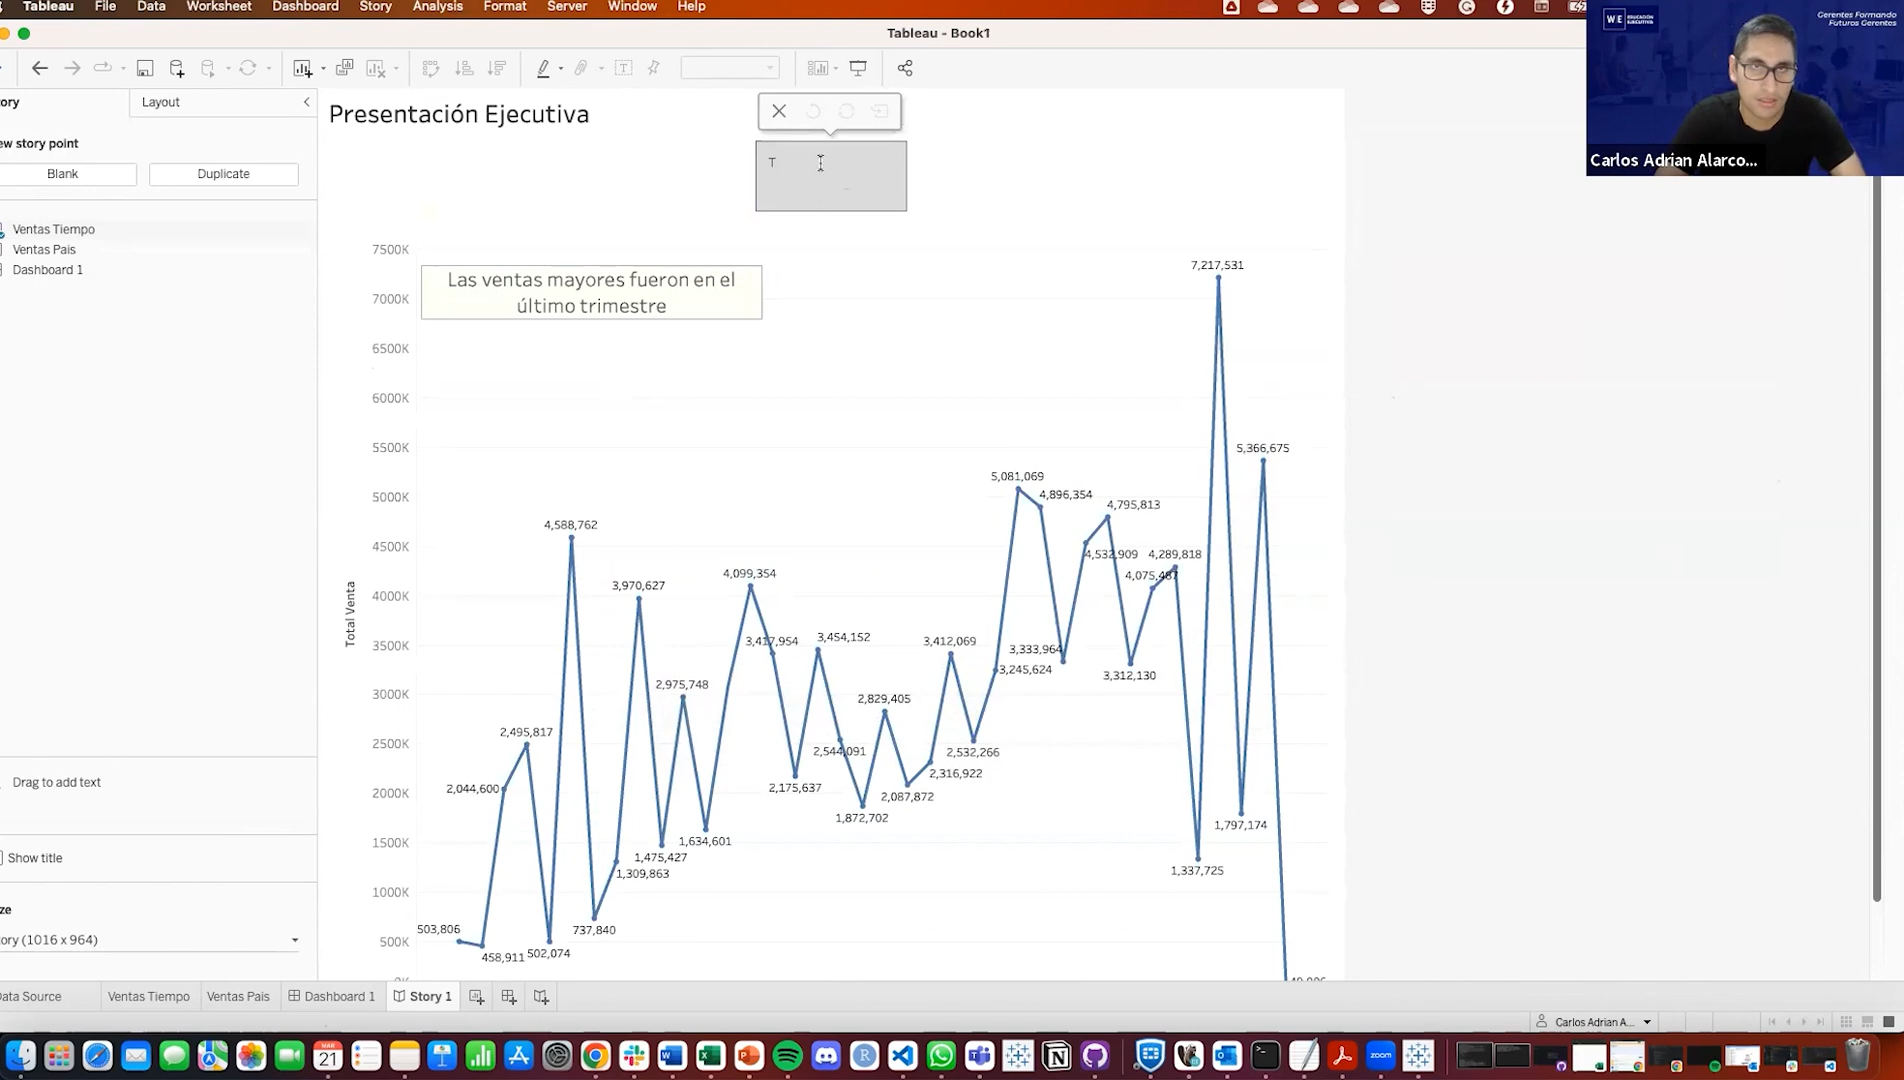 Tableau File Data Worksheet Dashboard Story Analysis Format Server Window Help
Tableau - Book1
WE EDUCACIÓN EJECUTIVA
Gerentes Formando
Futuros Gerentes
Carlos Adrian Alarco...
Layout
Presentación Ejecutiva
story point
Blank Duplicate
T
Ventas Tiempo
Ventas Pais
Dashboard 1
Las ventas mayores fueron en el
último trimestre
7500K
7000K
6500K
6000K
5500K
5000K
4500K
4000K
3500K
3000K
2500K
2000K
1500K
1000K
500K
Total Venta
7,217,531
5,366,675
5,081,069
4,896,354
4,795,813
4,588,762
4,532,909
4,289,818
4,075,487
4,099,354
3,970,627
3,417,954
3,454,152
3,412,069
3,333,964
3,245,624
3,312,130
2,975,748
2,829,405
2,495,817
2,544,091
2,532,266
2,316,922
2,044,600
2,175,637
2,087,872
1,872,702
1,797,174
1,634,601
1,475,427
1,309,863
1,337,725
503,806
458,911
502,074
737,840
Drag to add text
Show title
(1016 x 964)
Source Ventas Tiempo Ventas Pais Dashboard 1 Story 1
Carlos Adrian A...
MAR
21